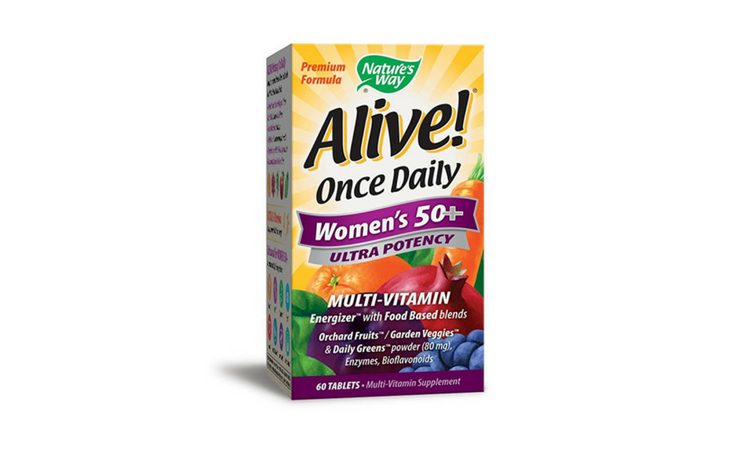 Premium
Formula
Nature's
Way
®
Alive!®
Once Daily
Women's 50+
ULTRA POTENCY
MULTI-VITAMIN
Energizer™ with Food Based blends
Orchard Fruits™ / Garden Veggies™
& Daily Greens™ powder (80 mg),
Enzymes, Bioflavonoids
60 TABLETS • Multi-Vitamin Supplement